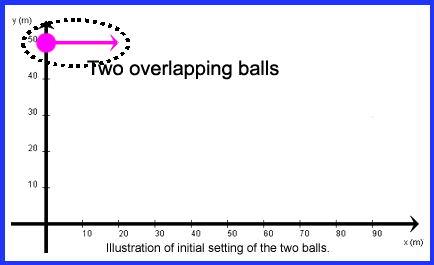 y (m)
50
Two overlapping balls
40
30
20
10
10 20 30 40 50 60 70 80 90
x (m)
Illustration of initial setting of the two balls.